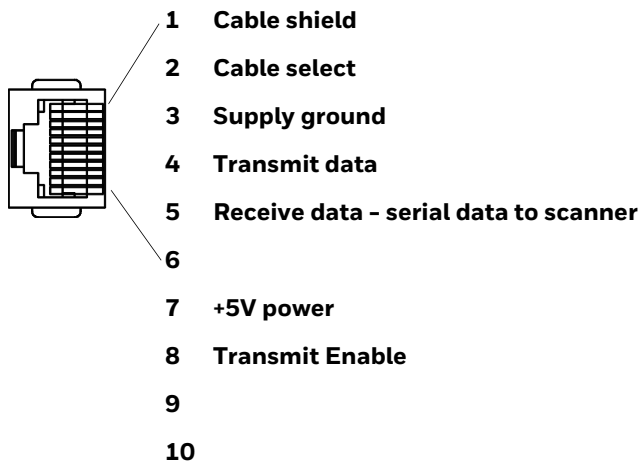 1 Cable shield
2 Cable select
3 Supply ground
4 Transmit data
5 Receive data - serial data to scanner
6
7 +5V power
8 Transmit Enable
9
10